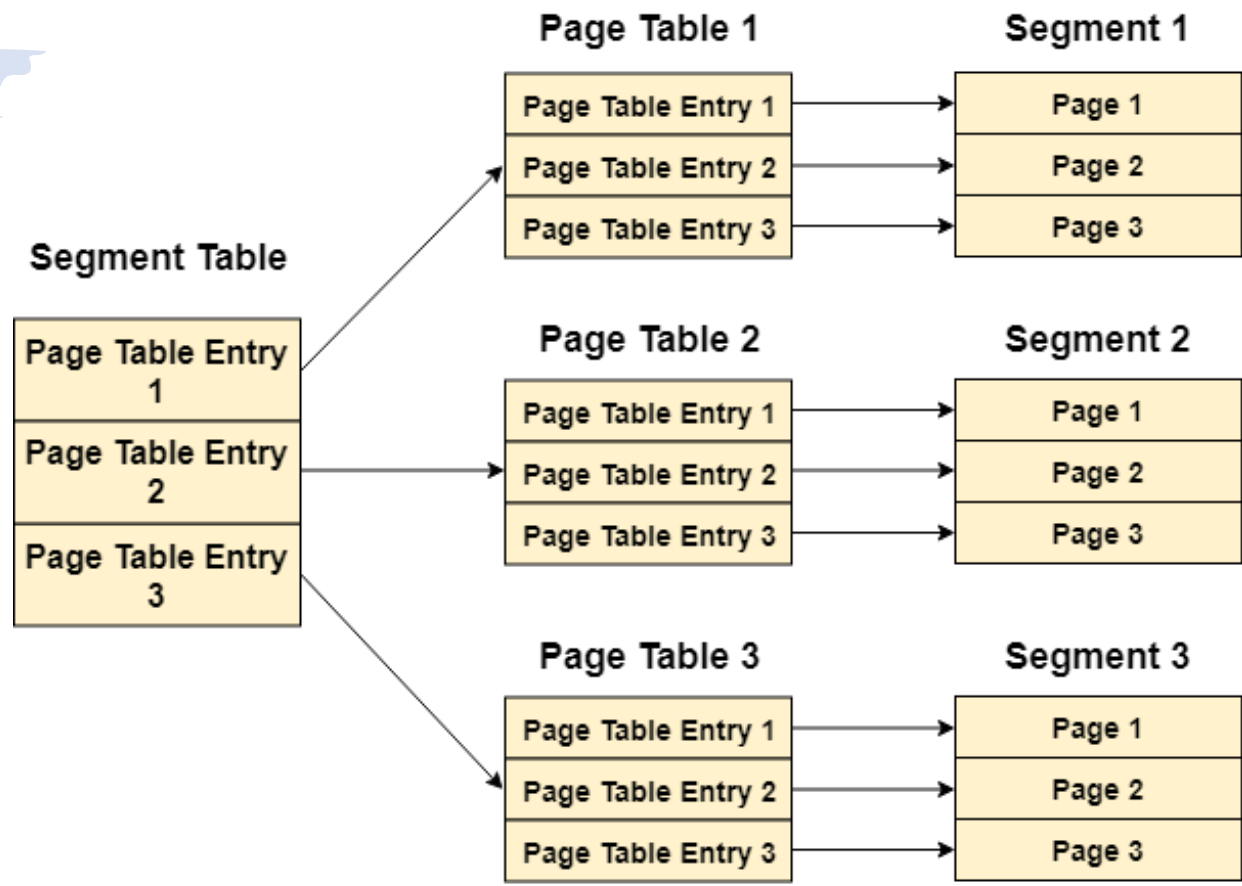 Page Table 1
Segment 1
Page Table Entry 1
Page 1
Page Table Entry 2
Page 2
Page Table Entry 3
Page 3
Segment Table
Page Table Entry
1
Page Table Entry
2
Page Table Entry
3
Page Table 2
Segment 2
Page Table Entry 1
Page 1
Page Table Entry 2
Page 2
Page Table Entry 3
Page 3
Page Table 3
Segment 3
Page Table Entry 1
Page 1
Page Table Entry 2
Page 2
Page Table Entry 3
Page 3